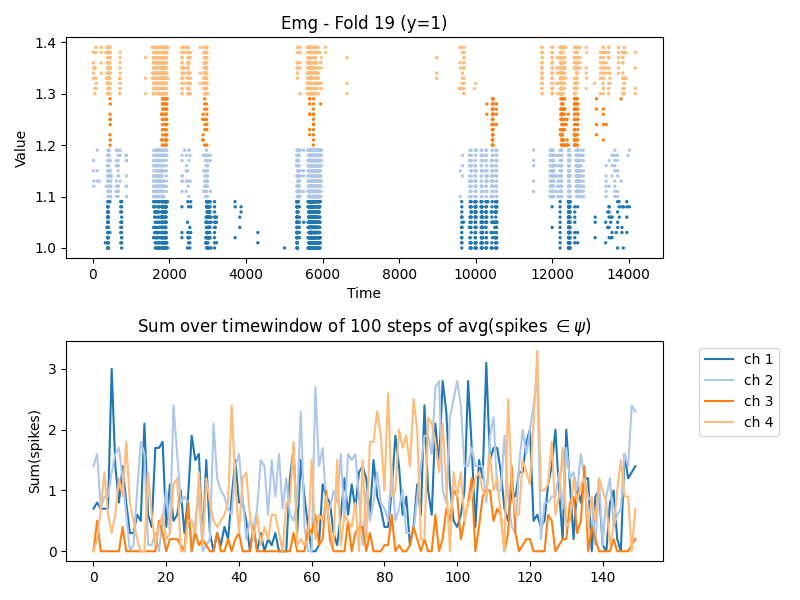 Emg - Fold 19 (y=1)
1.4
1.3
1.2
1.1
1.0
Value
0 2000 4000 6000 8000 10000 12000 14000
Time
Sum over timewindow of 100 steps of avg(spikes ∈ ψ)
3
2
1
0
Sum(spikes)
0 20 40 60 80 100 120 140
ch 1
ch 2
ch 3
ch 4